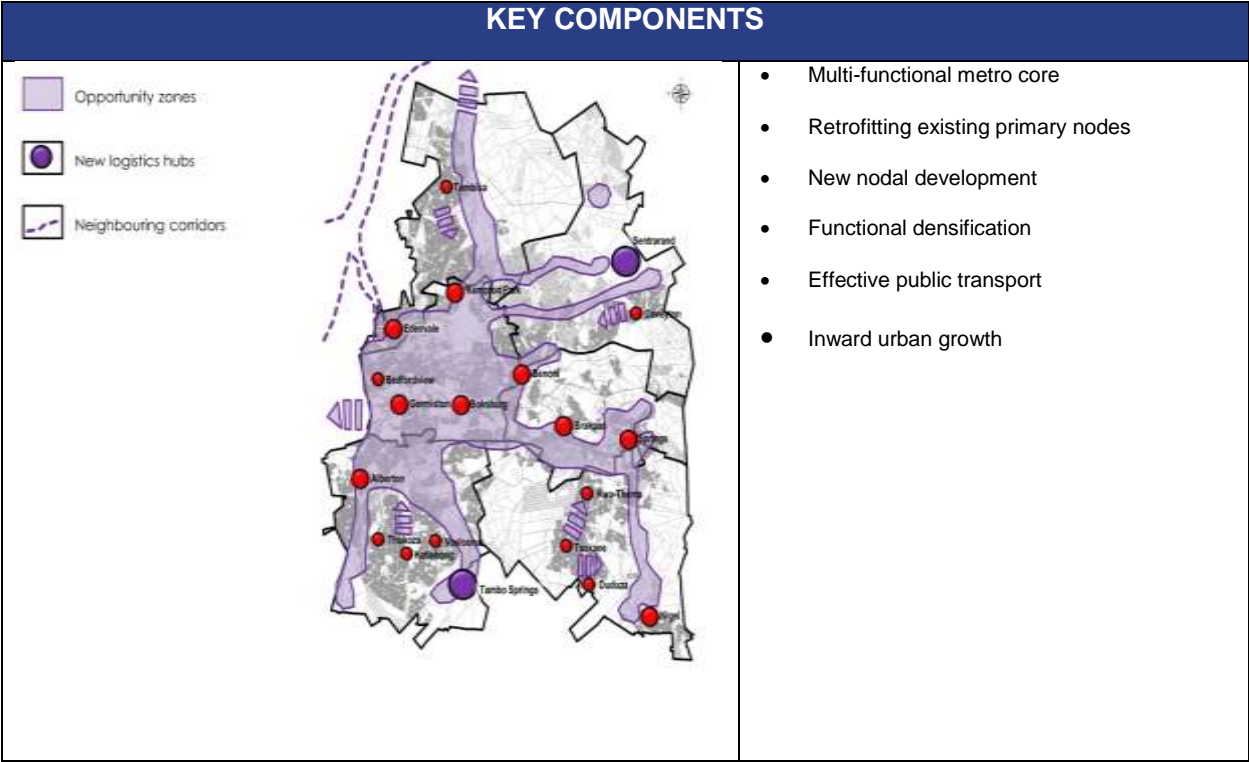 KEY COMPONENTS
Opportunity zones
New logistics hubs
Neighbouring corridors
Tembisa
Sentrarand
Kempton Park
Daveyton
Edenvale
Benoni
Bedfordview
Germiston
Boksburg
Brakpan
Springs
Alberton
Kwa-Thema
Thokoza
Vosloorus
Katlehong
Tsakane
Duduza
Tambo Springs
Nigel
• Multi-functional metro core
• Retrofitting existing primary nodes
• New nodal development
• Functional densification
• Effective public transport
• Inward urban growth